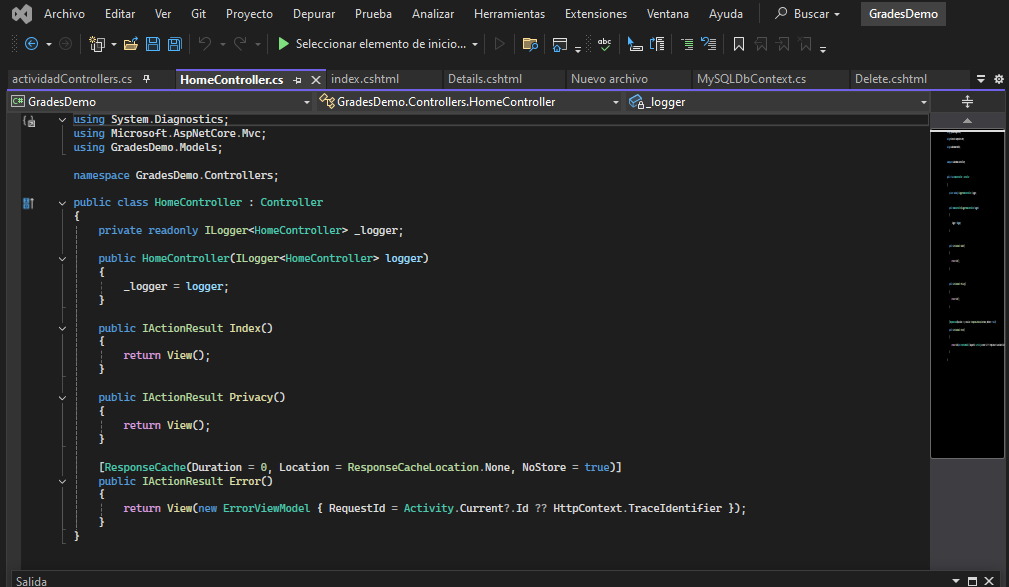 Archivo Editar Ver Git Proyecto Depurar Prueba Analizar Herramientas Extensiones Ventana Ayuda Buscar GradesDemo
Seleccionar elemento de inicio... abc
actividadControllers.cs HomeController.cs index.cshtml Details.cshtml Nuevo archivo MySQLDbContext.cs Delete.cshtml
C# GradesDemo GradesDemo.Controllers.HomeController _logger
using System.Diagnostics;
using Microsoft.AspNetCore.Mvc;
using GradesDemo.Models;
namespace GradesDemo.Controllers;
public class HomeController : Controller
{
private readonly ILogger<HomeController> _logger;
public HomeController(ILogger<HomeController> logger)
{
_logger = logger;
}
public IActionResult Index()
{
return View();
}
public IActionResult Privacy()
{
return View();
}
[ResponseCache(Duration = 0, Location = ResponseCacheLocation.None, NoStore = true)]
public IActionResult Error()
{
return View(new ErrorViewModel { RequestId = Activity.Current?.Id ?? HttpContext.TraceIdentifier });
}
}
Salida